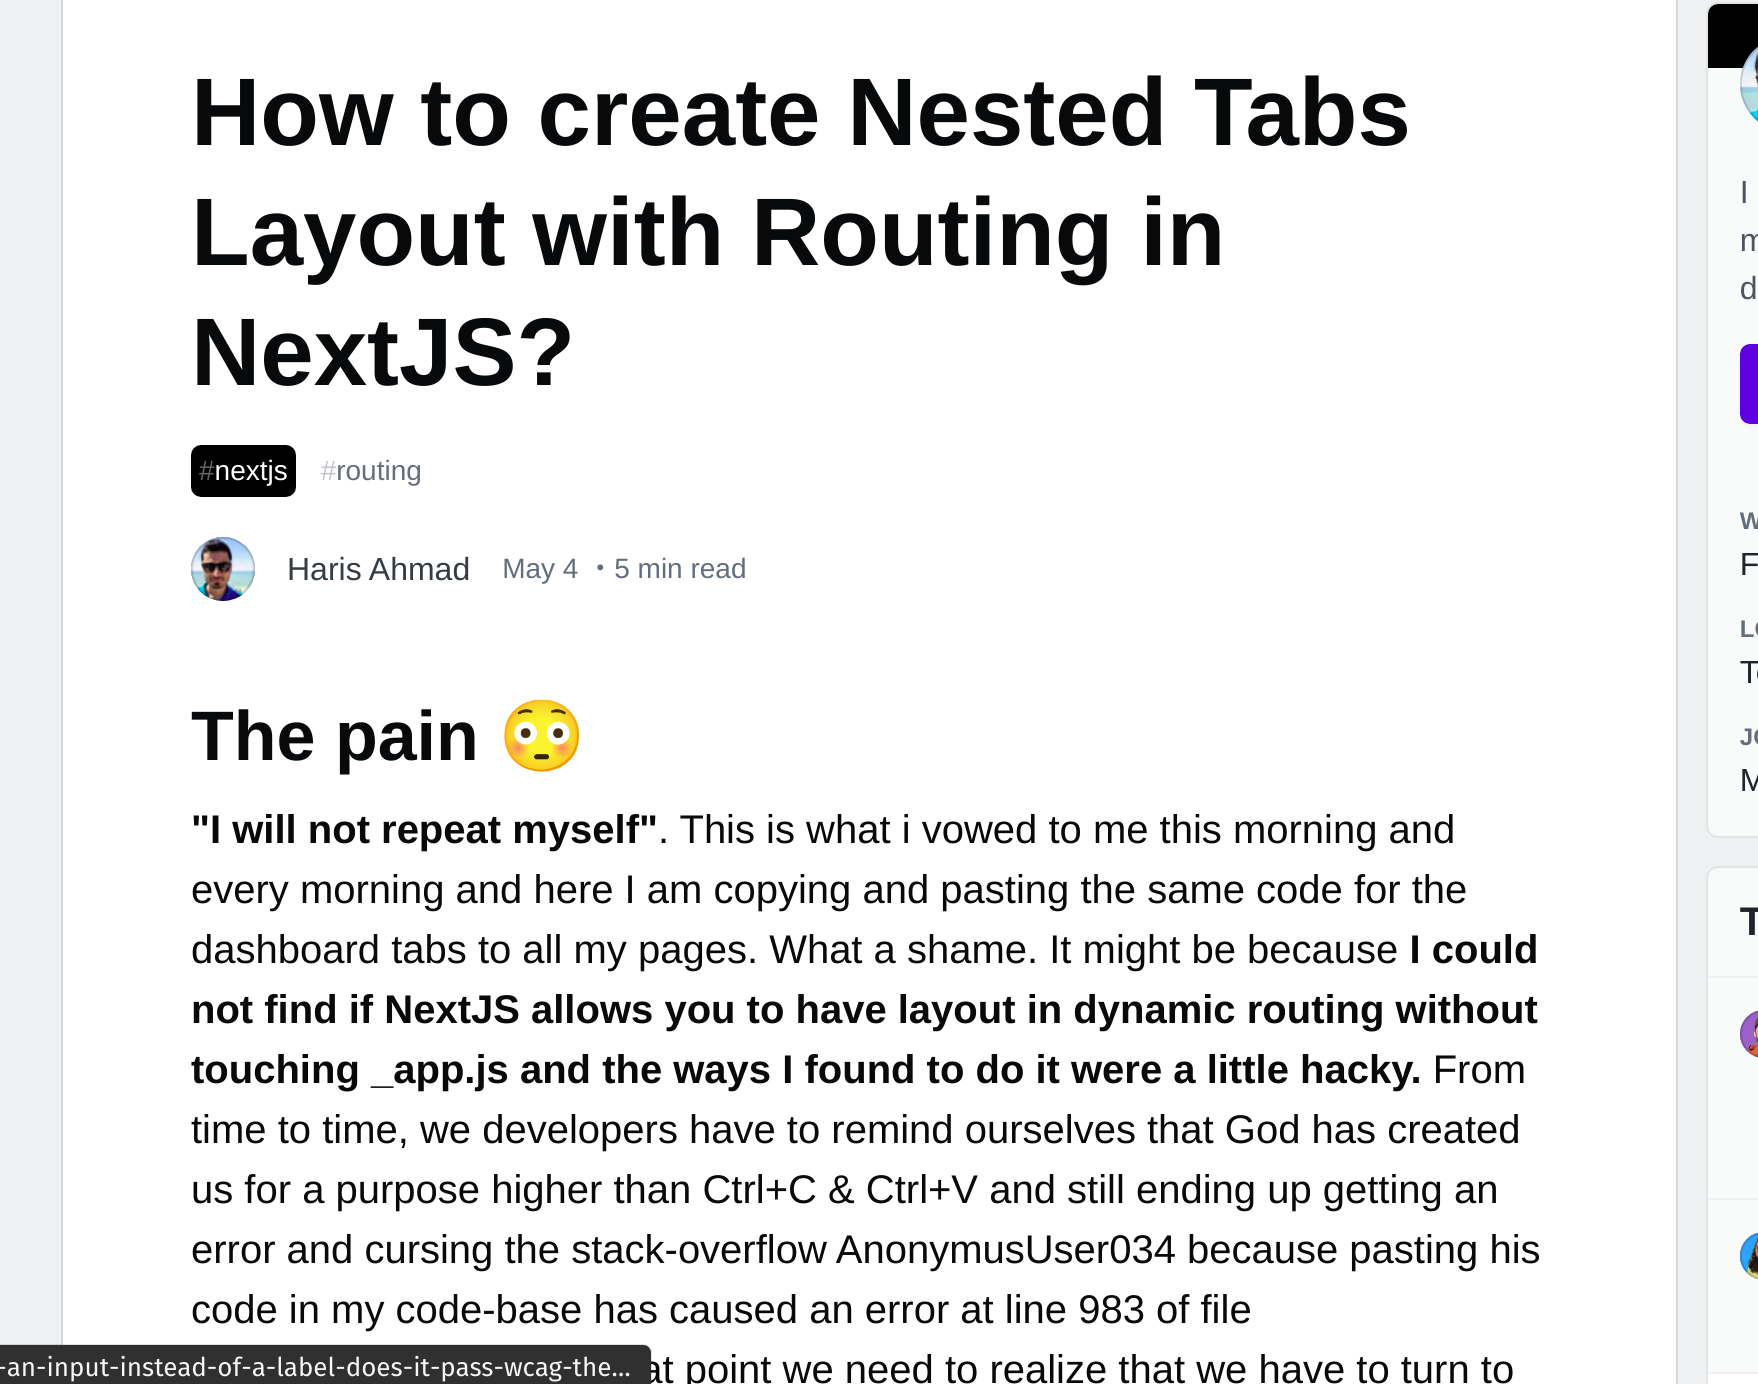 How to create Nested Tabs
Layout with Routing in
NextJS?
#nextjs #routing
Haris Ahmad May 4 • 5 min read
The pain 😳
"I will not repeat myself". This is what i vowed to me this morning and
every morning and here I am copying and pasting the same code for the
dashboard tabs to all my pages. What a shame. It might be because I could
not find if NextJS allows you to have layout in dynamic routing without
touching _app.js and the ways I found to do it were a little hacky. From
time to time, we developers have to remind ourselves that God has created
us for a purpose higher than Ctrl+C & Ctrl+V and still ending up getting an
error and cursing the stack-overflow AnonymusUser034 because pasting his
code in my code-base has caused an error at line 983 of file
at point we need to realize that we have to turn to
-an-input-instead-of-a-label-does-it-pass-wcag-the...
I